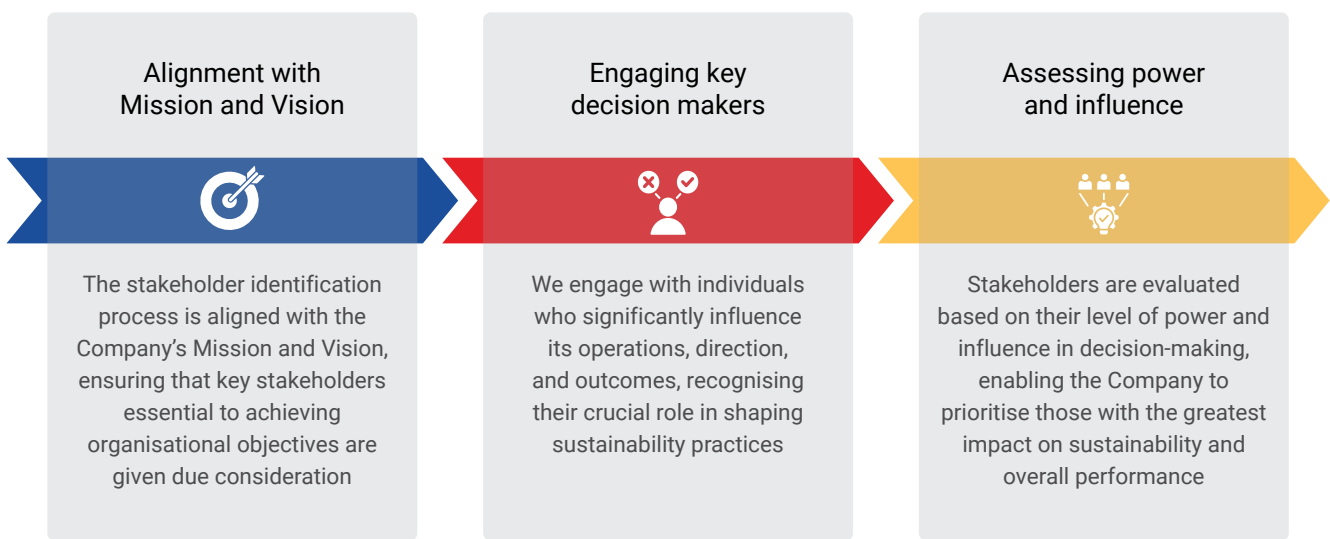 Alignment with
Mission and Vision
The stakeholder identification
process is aligned with the
Company’s Mission and Vision,
ensuring that key stakeholders
essential to achieving
organisational objectives are
given due consideration
Engaging key
decision makers
We engage with individuals
who significantly influence
its operations, direction,
and outcomes, recognising
their crucial role in shaping
sustainability practices
Assessing power
and influence
Stakeholders are evaluated
based on their level of power and
influence in decision-making,
enabling the Company to
prioritise those with the greatest
impact on sustainability and
overall performance